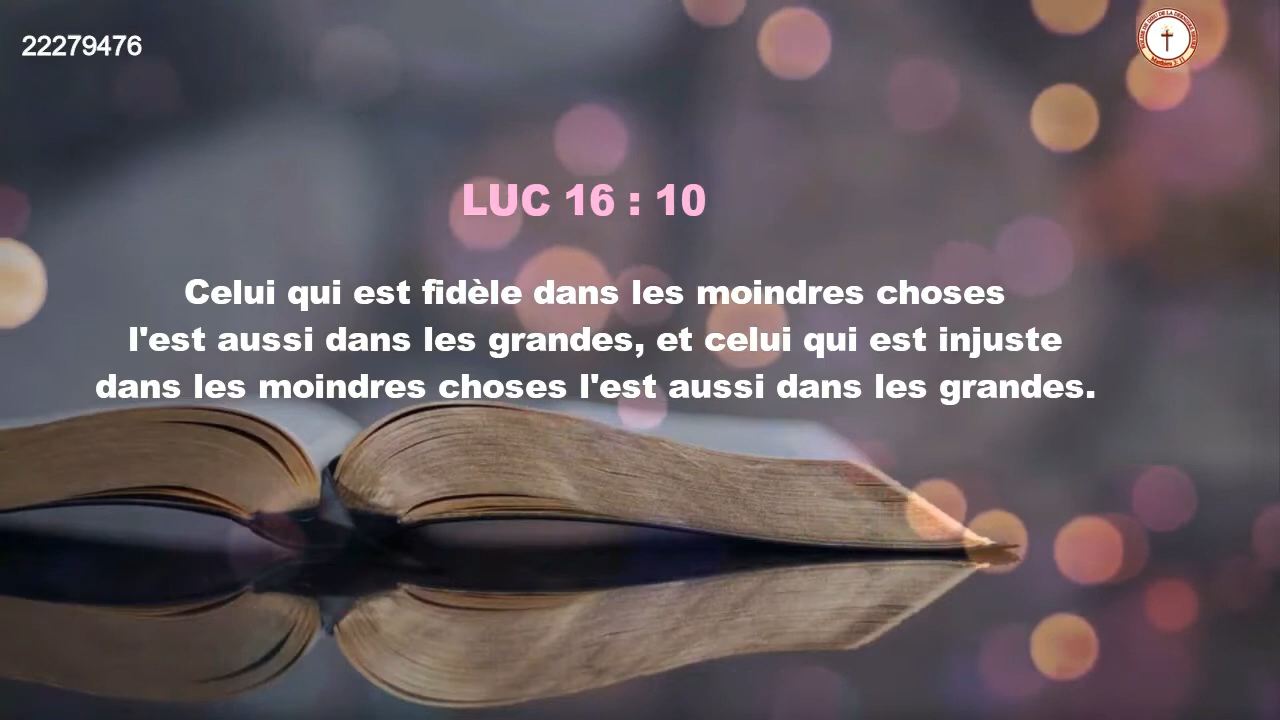 22279476
LUC 16 : 10
Celui qui est fidèle dans les moindres choses
l'est aussi dans les grandes, et celui qui est injuste
dans les moindres choses l'est aussi dans les grandes.